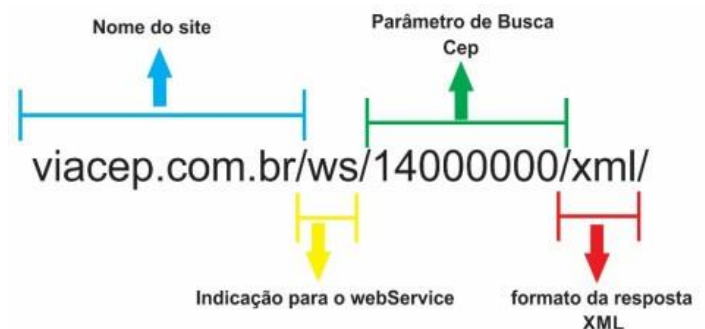 Nome do site
Parâmetro de Busca
Cep
viacep.com.br/ws/14000000/xml/
Indicação para o webService
formato da resposta
XML